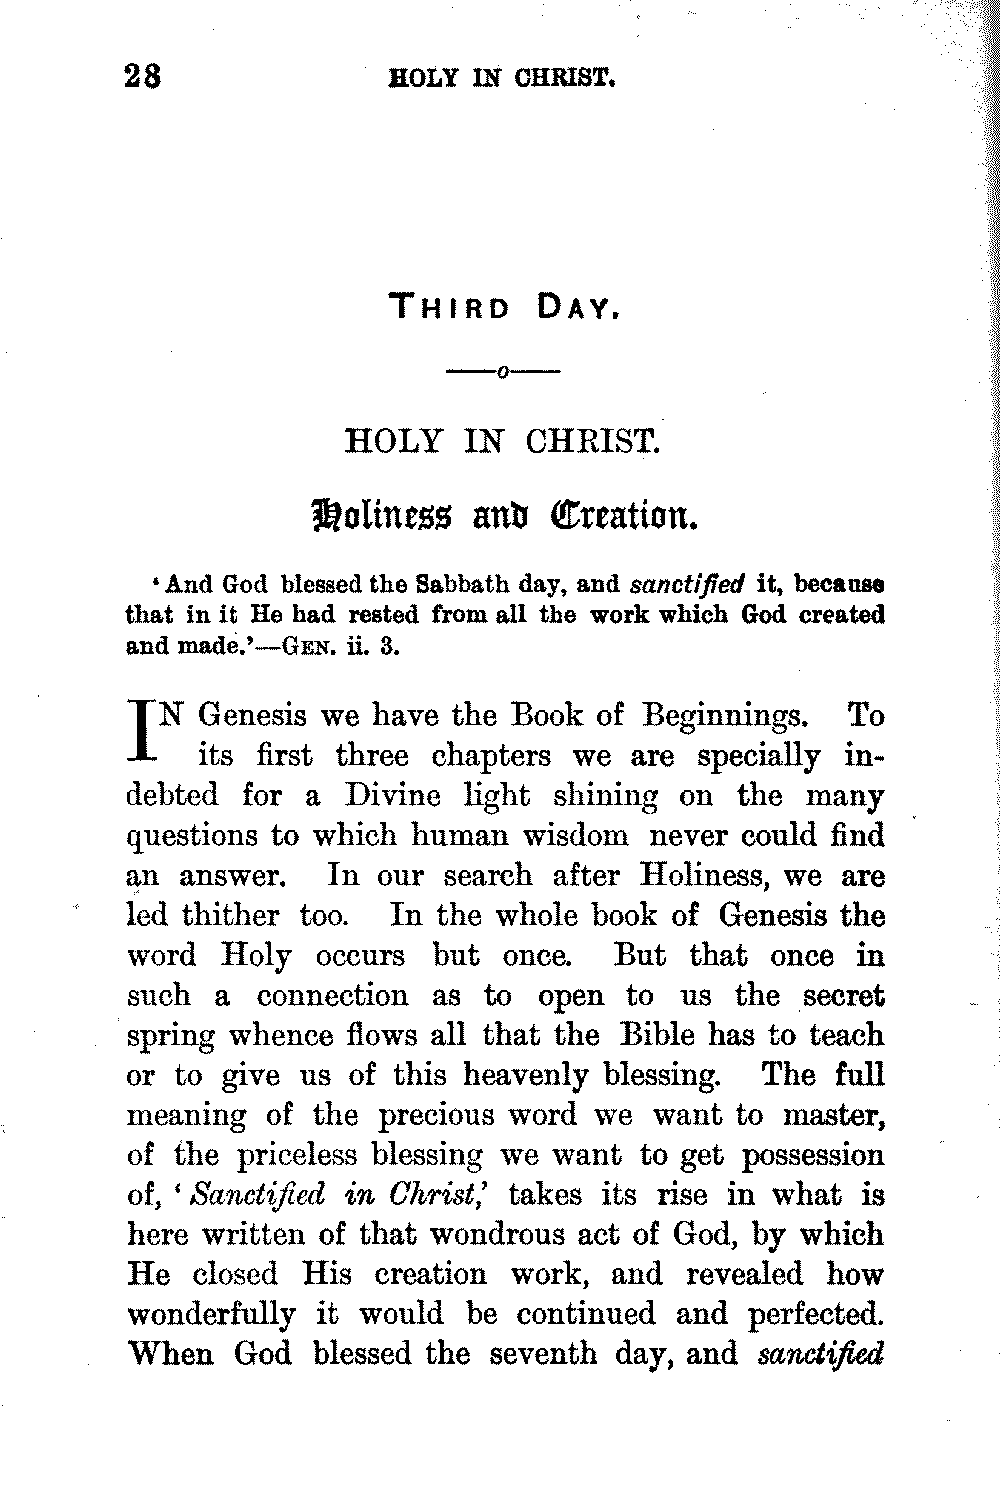 28 HOLY IN CHRIST.
THIRD DAY.
——o——
HOLY IN CHRIST.
Holiness and Creation.
‘And God blessed the Sabbath day, and sanctified it, because
that in it He had rested from all the work which God created
and made.’—GEN. ii. 3.
IN Genesis we have the Book of Beginnings. To
its first three chapters we are specially in-
debted for a Divine light shining on the many
questions to which human wisdom never could find
an answer. In our search after Holiness, we are
led thither too. In the whole book of Genesis the
word Holy occurs but once. But that once in
such a connection as to open to us the secret
spring whence flows all that the Bible has to teach
or to give us of this heavenly blessing. The full
meaning of the precious word we want to master,
of the priceless blessing we want to get possession
of, ‘Sanctified in Christ,’ takes its rise in what is
here written of that wondrous act of God, by which
He closed His creation work, and revealed how
wonderfully it would be continued and perfected.
When God blessed the seventh day, and sanctified